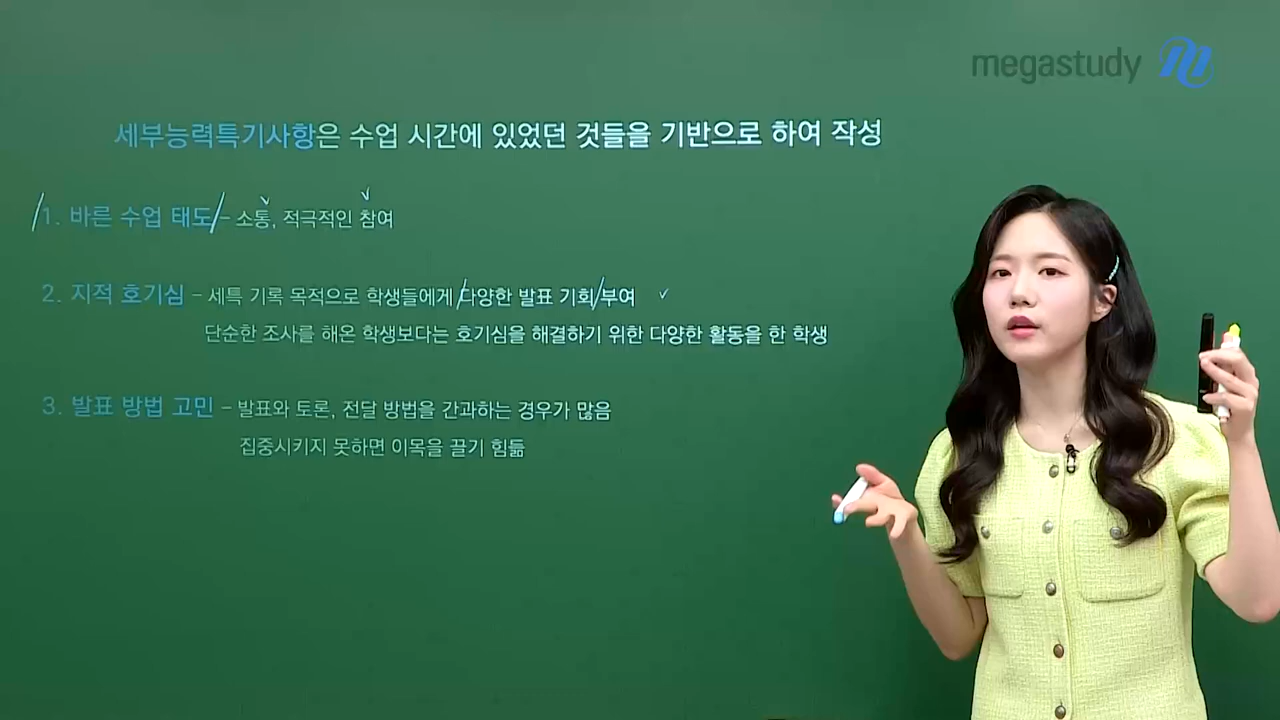 megastudy
세부능력특기사항은 수업 시간에 있었던 것들을 기반으로 하여 작성
1. 바른 수업 태도 - 소통, 적극적인 참여
2. 지적 호기심 - 세특 기록 목적으로 학생들에게 다양한 발표 기회 부여
단순한 조사를 해온 학생보다는 호기심을 해결하기 위한 다양한 활동을 한 학생
3. 발표 방법 고민 - 발표와 토론, 전달 방법을 간과하는 경우가 많음
집중시키지 못하면 이목을 끌기 힘듦